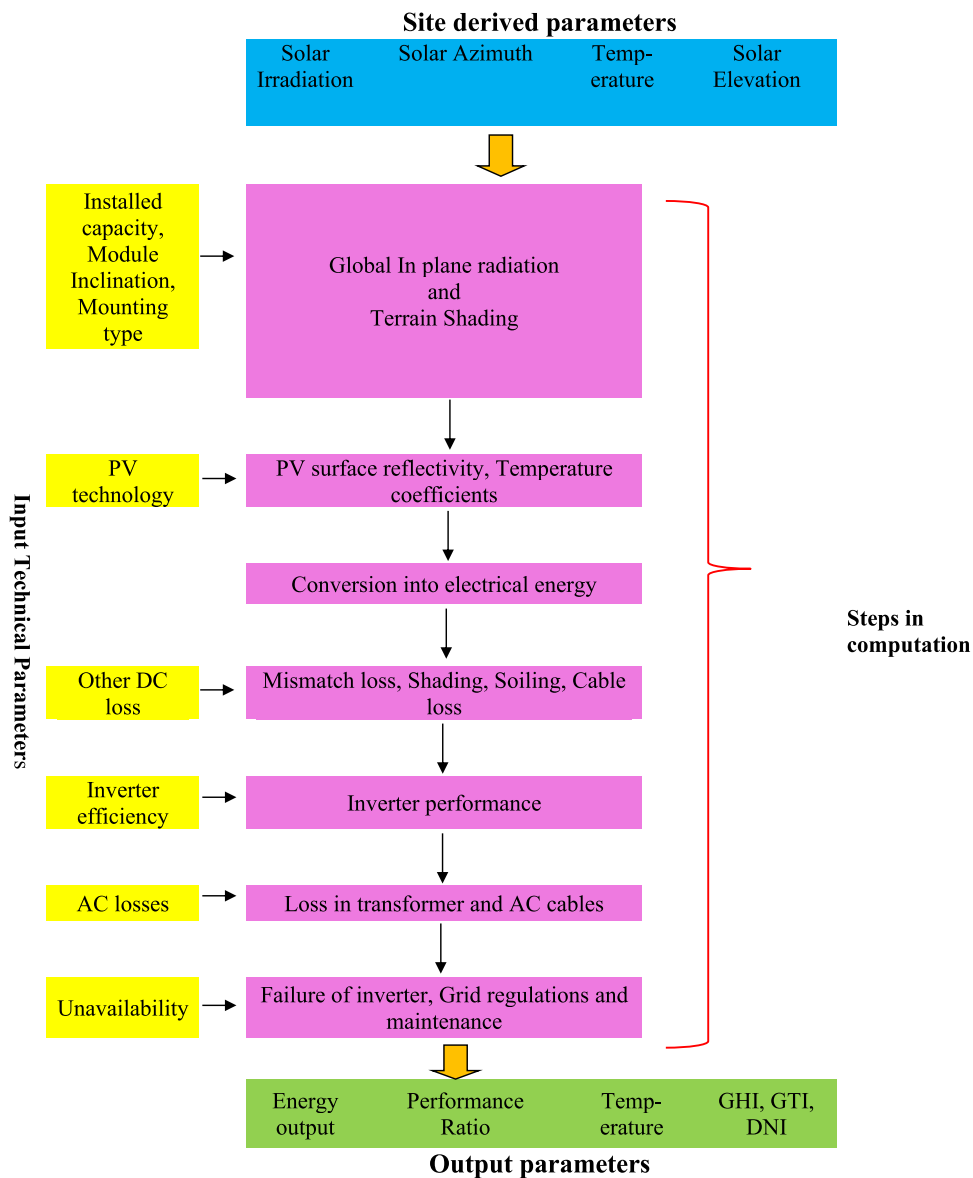 Site derived parameters
Solar Irradiation
Solar Azimuth
Temp-
erature
Solar
Elevation
Installed
capacity,
Module
Inclination,
Mounting
type
Global In plane radiation
and
Terrain Shading
PV
technology
PV surface reflectivity, Temperature
coefficients
Conversion into electrical energy
Input Technical Parameters
Steps in
computation
Other DC
loss
Mismatch loss, Shading, Soiling, Cable
loss
Inverter
efficiency
Inverter performance
AC losses
Loss in transformer and AC cables
Unavailability
Failure of inverter, Grid regulations and
maintenance
Energy
output
Performance
Ratio
Temp-
erature
GHI, GTI,
DNI
Output parameters